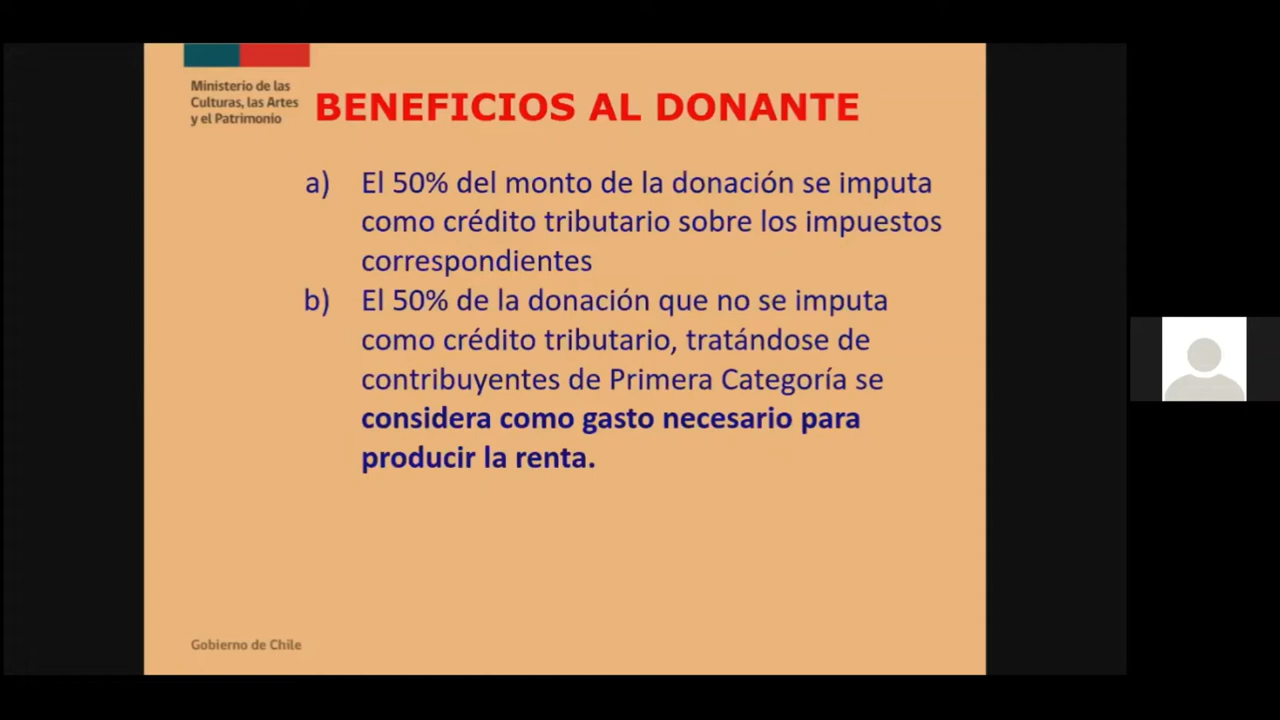 Ministerio de las
Culturas, las Artes
y el Patrimonio
BENEFICIOS AL DONANTE
a) El 50% del monto de la donación se imputa
como crédito tributario sobre los impuestos
correspondientes
b) El 50% de la donación que no se imputa
como crédito tributario, tratándose de
contribuyentes de Primera Categoría se
considera como gasto necesario para
producir la renta.
Gobierno de Chile